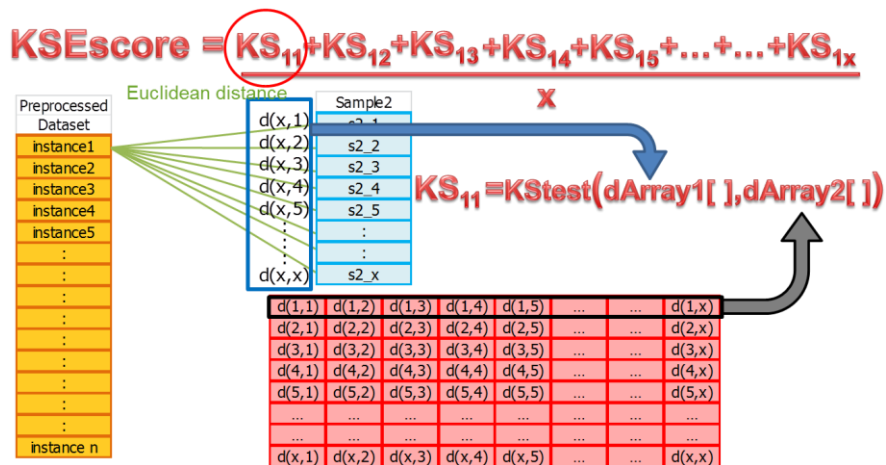 KSEscore = KS11+KS12+KS13+KS14+KS15+...+...+KS1x
x
Euclidean distance
Preprocessed
Dataset
instance1
instance2
instance3
instance4
instance5
:
:
:
:
:
:
:
:
:
instance n
d(x,1)
d(x,2)
d(x,3)
d(x,4)
d(x,5)
:
:
d(x,x)
Sample2
s2_1
s2_2
s2_3
s2_4
s2_5
:
:
s2_x
KS11=KStest(dArray1[ ],dArray2[ ])
d(1,1) d(1,2) d(1,3) d(1,4) d(1,5) ... ... d(1,x)
d(2,1) d(2,2) d(2,3) d(2,4) d(2,5) ... ... d(2,x)
d(3,1) d(3,2) d(3,3) d(3,4) d(3,5) ... ... d(3,x)
d(4,1) d(4,2) d(4,3) d(4,4) d(4,5) ... ... d(4,x)
d(5,1) d(5,2) d(5,3) d(5,4) d(5,5) ... ... d(5,x)
... ... ... ... ... ... ... ...
... ... ... ... ... ... ... ...
d(x,1) d(x,2) d(x,3) d(x,4) d(x,5) ... ... d(x,x)